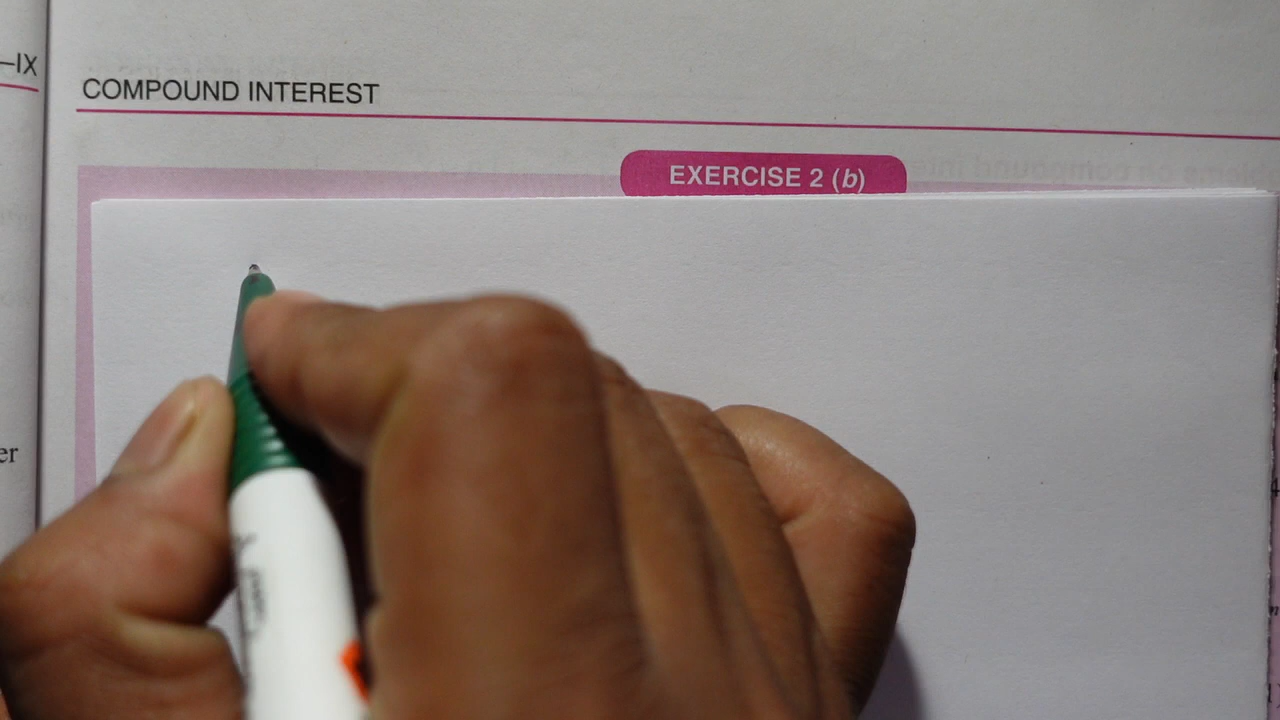 –IX
COMPOUND INTEREST
EXERCISE 2 (b)
er